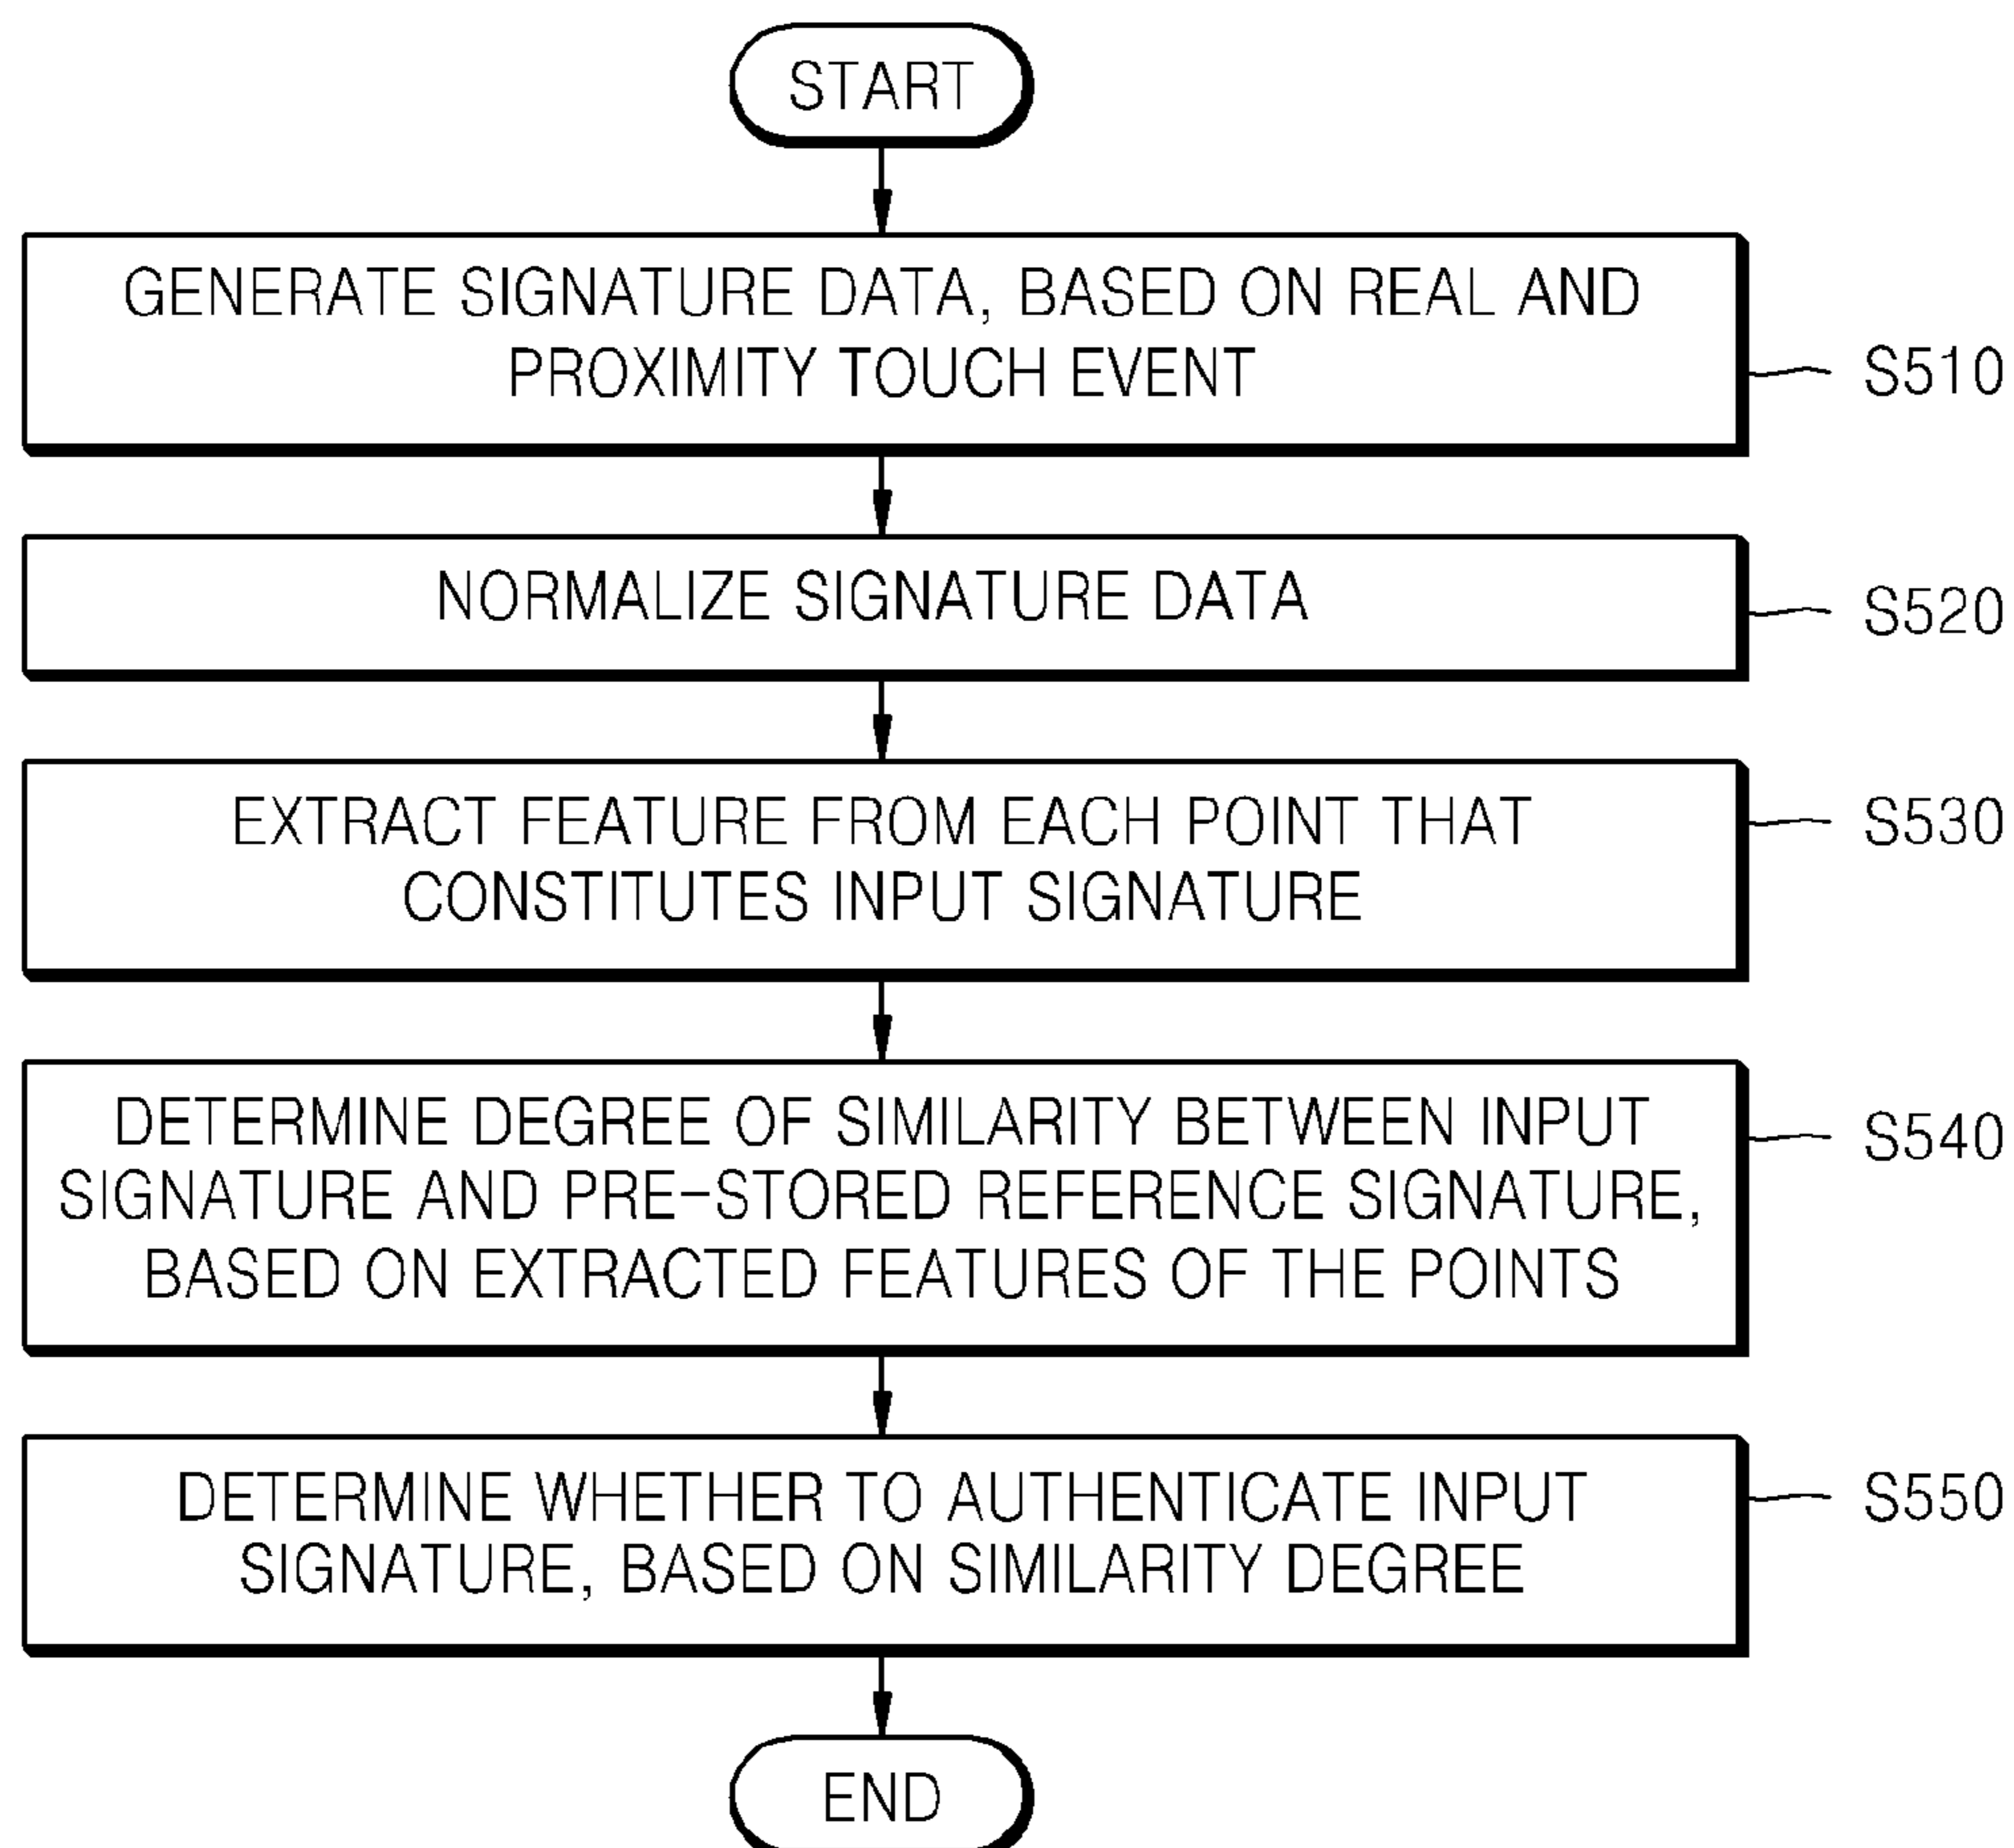 START
GENERATE SIGNATURE DATA, BASED ON REAL AND
PROXIMITY TOUCH EVENT
S510
NORMALIZE SIGNATURE DATA
S520
EXTRACT FEATURE FROM EACH POINT THAT
CONSTITUTES INPUT SIGNATURE
S530
DETERMINE DEGREE OF SIMILARITY BETWEEN INPUT
SIGNATURE AND PRE-STORED REFERENCE SIGNATURE,
BASED ON EXTRACTED FEATURES OF THE POINTS
S540
DETERMINE WHETHER TO AUTHENTICATE INPUT
SIGNATURE, BASED ON SIMILARITY DEGREE
S550
END